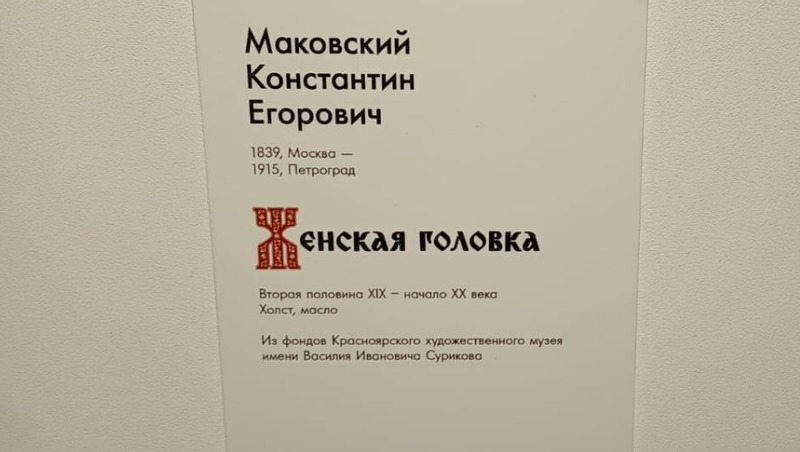 Маковский
Константин
Егорович
1839, Москва —
1915, Петроград
Женская головка
Вторая половина XIX – начало XX века
Холст, масло
Из фондов Красноярского художественного музея
имени Василия Ивановича Сурикова